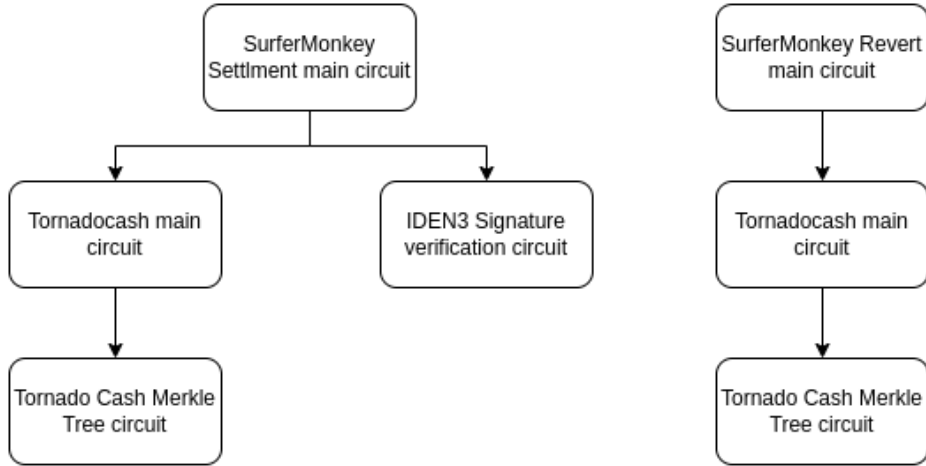 SurferMonkey
Settlment main circuit
SurferMonkey Revert
main circuit
Tornadocash main
circuit
IDEN3 Signature
verification circuit
Tornadocash main
circuit
Tornado Cash Merkle
Tree circuit
Tornado Cash Merkle
Tree circuit